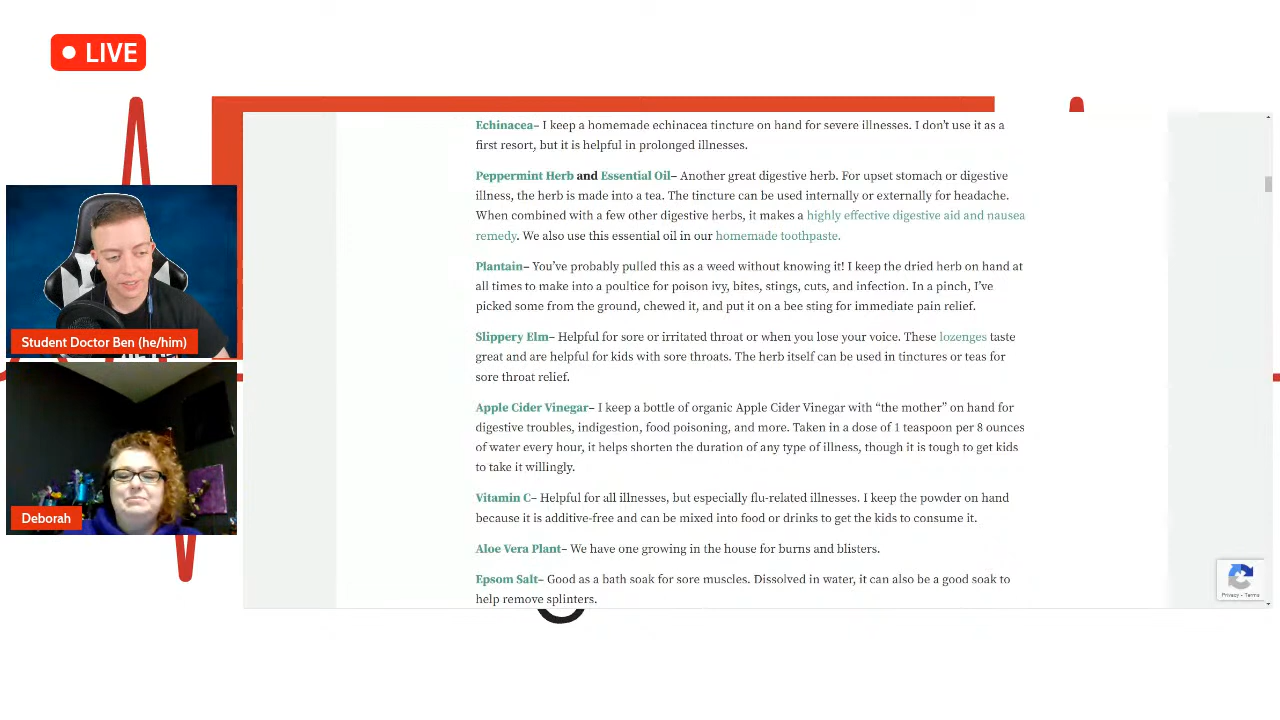 LIVE
Echinacea– I keep a homemade echinacea tincture on hand for severe illnesses. I don't use it as a
first resort, but it is helpful in prolonged illnesses.
Peppermint Herb and Essential Oil– Another great digestive herb. For upset stomach or digestive
illness, the herb is made into a tea. The tincture can be used internally or externally for headache.
When combined with a few other digestive herbs, it makes a highly effective digestive aid and nausea
remedy. We also use this essential oil in our homemade toothpaste.
Plantain– You've probably pulled this as a weed without knowing it! I keep the dried herb on hand at
all times to make into a poultice for poison ivy, bites, stings, cuts, and infection. In a pinch, I've
picked some from the ground, chewed it, and put it on a bee sting for immediate pain relief.
Slippery Elm– Helpful for sore or irritated throat or when you lose your voice. These lozenges taste
great and are helpful for kids with sore throats. The herb itself can be used in tinctures or teas for
sore throat relief.
Apple Cider Vinegar– I keep a bottle of organic Apple Cider Vinegar with “the mother” on hand for
digestive troubles, indigestion, food poisoning, and more. Taken in a dose of 1 teaspoon per 8 ounces
of water every hour, it helps shorten the duration of any type of illness, though it is tough to get kids
to take it willingly.
Vitamin C– Helpful for all illnesses, but especially flu-related illnesses. I keep the powder on hand
because it is additive-free and can be mixed into food or drinks to get the kids to consume it.
Aloe Vera Plant– We have one growing in the house for burns and blisters.
Epsom Salt– Good as a bath soak for sore muscles. Dissolved in water, it can also be a good soak to
help remove splinters.
Student Doctor Ben (he/him)
Deborah
Privacy - Terms